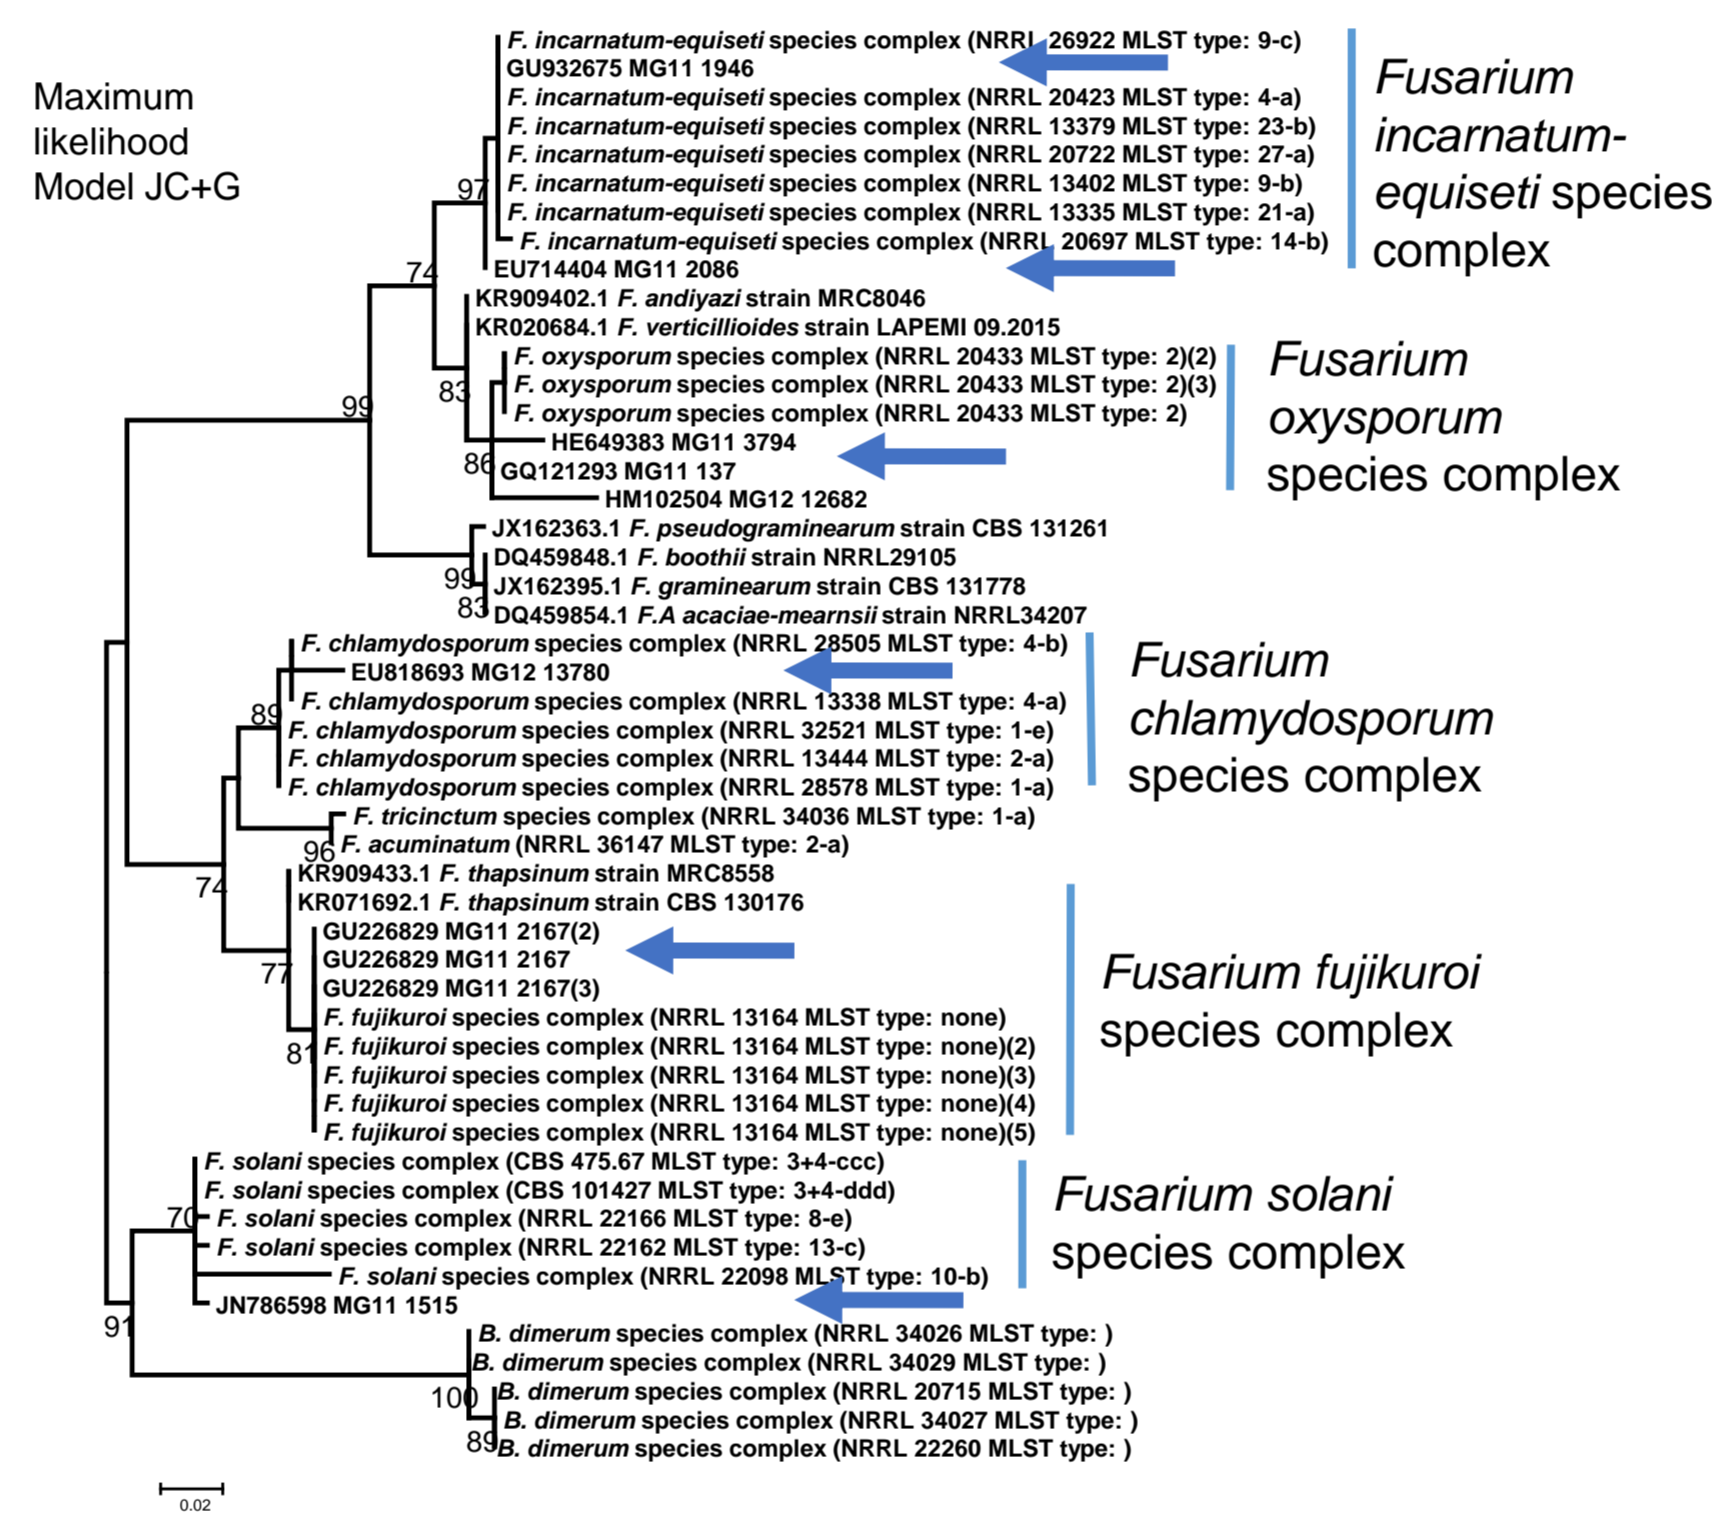 Maximum
likelihood
Model JC+G
F. incarnatum-equiseti species complex (NRRL 26922 MLST type: 9-c)
GU932675 MG11 1946
F. incarnatum-equiseti species complex (NRRL 20423 MLST type: 4-a)
F. incarnatum-equiseti species complex (NRRL 13379 MLST type: 23-b)
F. incarnatum-equiseti species complex (NRRL 20722 MLST type: 27-a)
F. incarnatum-equiseti species complex (NRRL 13402 MLST type: 9-b)
F. incarnatum-equiseti species complex (NRRL 13335 MLST type: 21-a)
F. incarnatum-equiseti species complex (NRRL 20697 MLST type: 14-b)
EU714404 MG11 2086
KR909402.1 F. andiyazi strain MRC8046
KR020684.1 F. verticillioides strain LAPEMI 09.2015
F. oxysporum species complex (NRRL 20433 MLST type: 2)(2)
F. oxysporum species complex (NRRL 20433 MLST type: 2)(3)
F. oxysporum species complex (NRRL 20433 MLST type: 2)
HE649383 MG11 3794
GQ121293 MG11 137
HM102504 MG12 12682
JX162363.1 F. pseudograminearum strain CBS 131261
DQ459848.1 F. boothii strain NRRL29105
JX162395.1 F. graminearum strain CBS 131778
DQ459854.1 F.A acaciae-mearnsii strain NRRL34207
F. chlamydosporum species complex (NRRL 28505 MLST type: 4-b)
EU818693 MG12 13780
F. chlamydosporum species complex (NRRL 13338 MLST type: 4-a)
F. chlamydosporum species complex (NRRL 32521 MLST type: 1-e)
F. chlamydosporum species complex (NRRL 13444 MLST type: 2-a)
F. chlamydosporum species complex (NRRL 28578 MLST type: 1-a)
F. tricinctum species complex (NRRL 34036 MLST type: 1-a)
F. acuminatum (NRRL 36147 MLST type: 2-a)
KR909433.1 F. thapsinum strain MRC8558
KR071692.1 F. thapsinum strain CBS 130176
GU226829 MG11 2167(2)
GU226829 MG11 2167
GU226829 MG11 2167(3)
F. fujikuroi species complex (NRRL 13164 MLST type: none)
F. fujikuroi species complex (NRRL 13164 MLST type: none)(2)
F. fujikuroi species complex (NRRL 13164 MLST type: none)(3)
F. fujikuroi species complex (NRRL 13164 MLST type: none)(4)
F. fujikuroi species complex (NRRL 13164 MLST type: none)(5)
F. solani species complex (CBS 475.67 MLST type: 3+4-ccc)
F. solani species complex (CBS 101427 MLST type: 3+4-ddd)
F. solani species complex (NRRL 22166 MLST type: 8-e)
F. solani species complex (NRRL 22162 MLST type: 13-c)
F. solani species complex (NRRL 22098 MLST type: 10-b)
JN786598 MG11 1515
B. dimerum species complex (NRRL 34026 MLST type: )
B. dimerum species complex (NRRL 34029 MLST type: )
B. dimerum species complex (NRRL 20715 MLST type: )
B. dimerum species complex (NRRL 34027 MLST type: )
B. dimerum species complex (NRRL 22260 MLST type: )
97
74
83
99
86
99
83
89
96
74
77
81
70
91
100
89
0.02
Fusarium
incarnatum-
equiseti species
complex
Fusarium
oxysporum
species complex
Fusarium
chlamydosporum
species complex
Fusarium fujikuroi
species complex
Fusarium solani
species complex